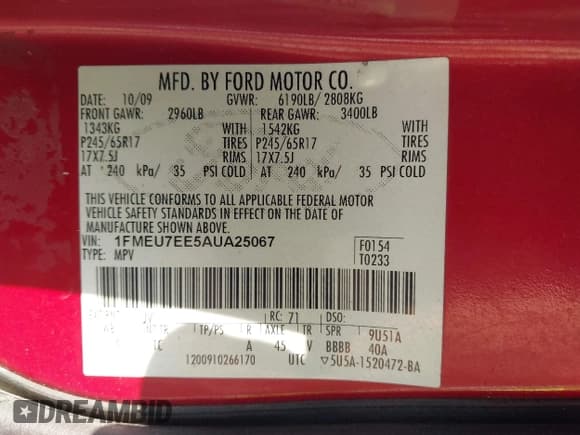 MFD. BY FORD MOTOR CO.
DATE: 10/09 GVWR: 6190LB/ 2808KG
FRONT GAWR: 2960LB REAR GAWR: 3400LB
1343KG WITH 1542KG WITH
P245/65R17 TIRES P245/65R17 TIRES
17X7.5J RIMS 17X7.5J RIMS
AT 240 kPa/ 35 PSI COLD AT 240 kPa/ 35 PSI COLD
THIS VEHICLE CONFORMS TO ALL APPLICABLE FEDERAL MOTOR
VEHICLE SAFETY STANDARDS IN EFFECT ON THE DATE OF
MANUFACTURE SHOWN ABOVE.
VIN: 1FMEU7EE5AUA25067 F0154
TYPE: MPV T0233
RC: 71 DSO:
TP/PS R AXLE TR SPR 9U51A
A 45 V BBBB 40A
1200910266170 UTC ▽5U5A-1520472-BA
DREAMBID